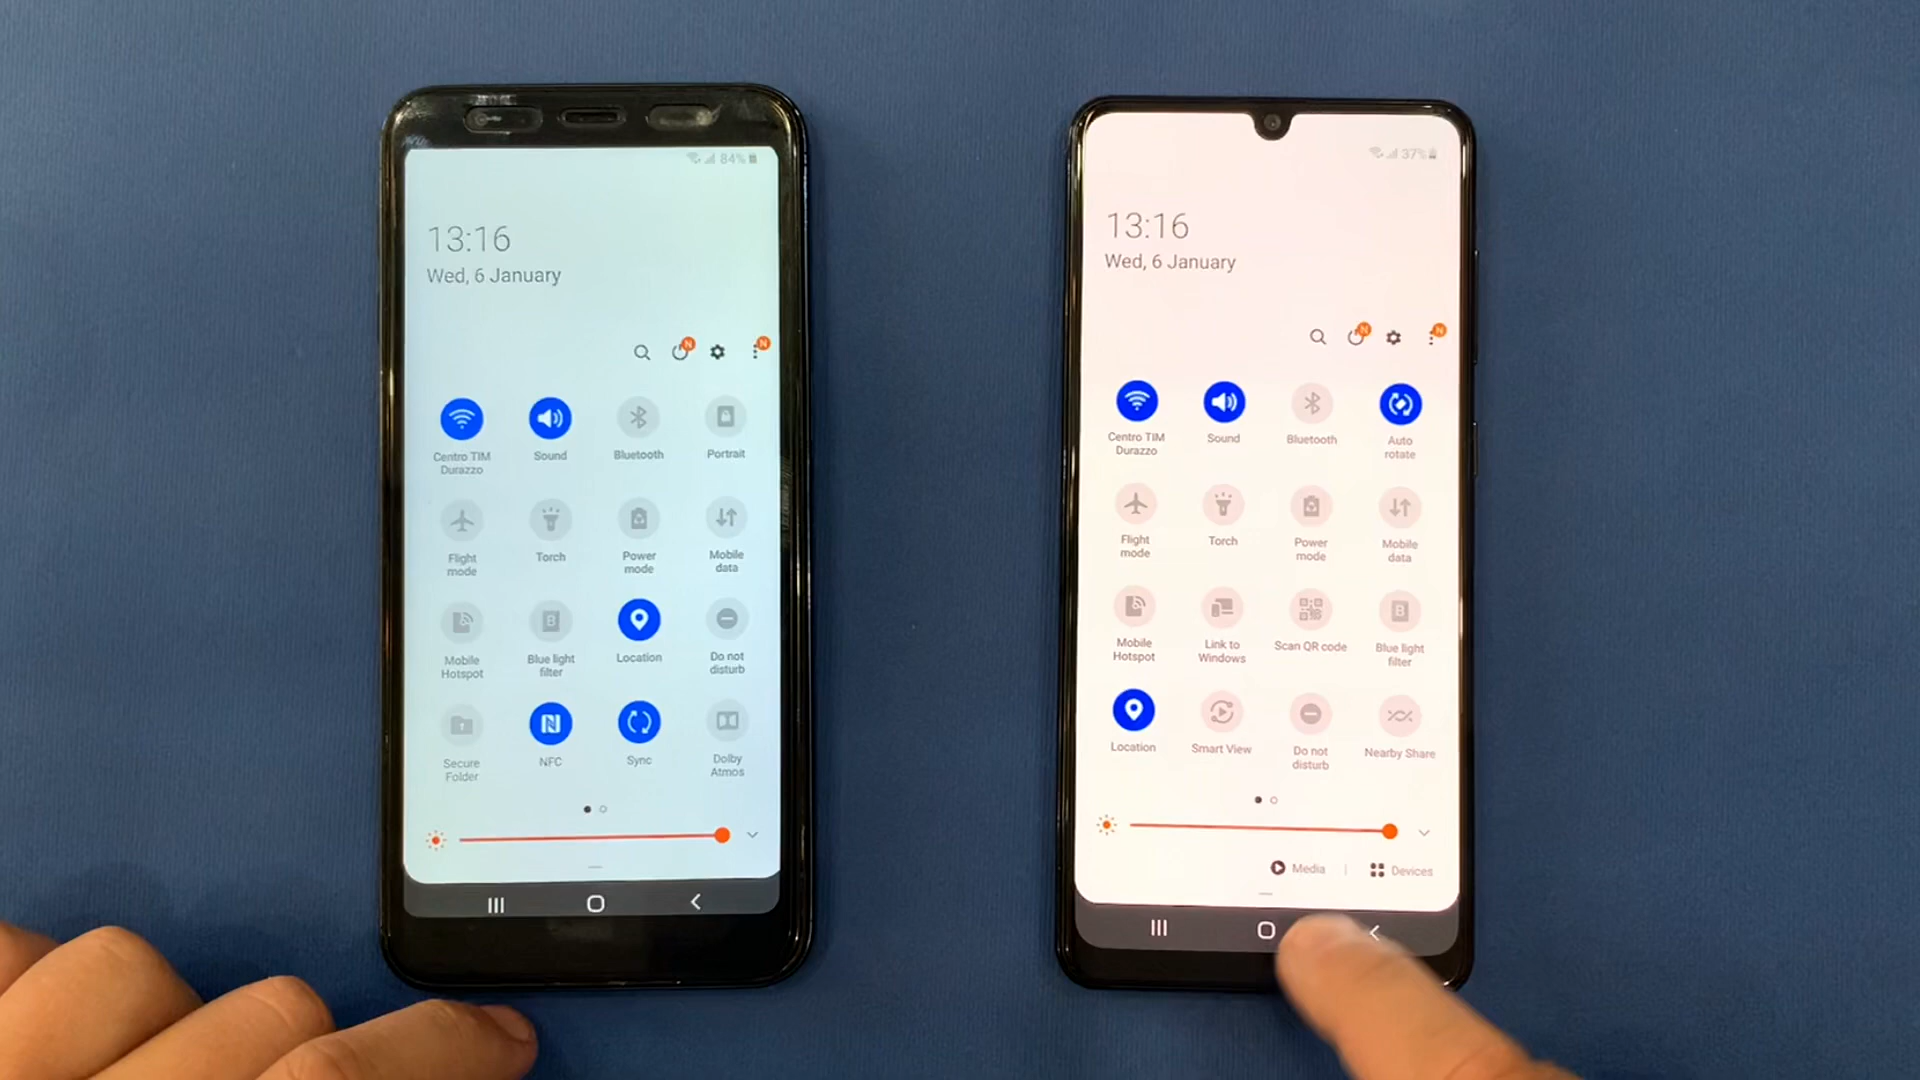 84%
13:16
Wed, 6 January
N
N
Centro TIM
Durazzo
Sound
Bluetooth
Portrait
Flight
mode
Torch
Power
mode
Mobile
data
Mobile
Hotspot
B
Blue light
filter
Location
Do not
disturb
Secure
Folder
N
NFC
Sync
Dolby
Atmos
37%
13:16
Wed, 6 January
N
N
Centro TIM
Durazzo
Sound
Bluetooth
Auto
rotate
Flight
mode
Torch
Power
mode
Mobile
data
Mobile
Hotspot
Link to
Windows
Scan QR code
B
Blue light
filter
Location
Smart View
Do not
disturb
Nearby Share
Media
Devices